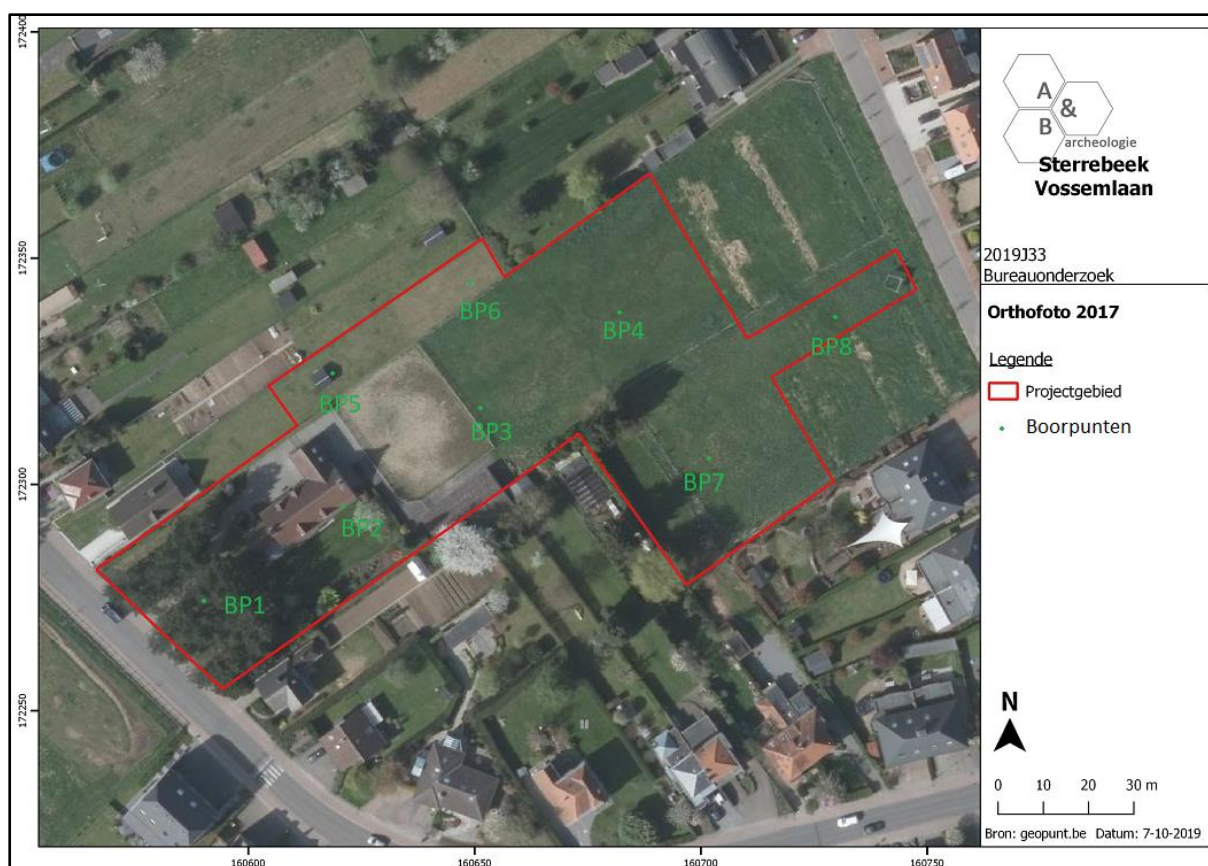 172400
172350
172300
172250
160600
160650
160700
160750
BP6
BP4
BP8
BP5
BP3
BP7
BP2
BP1
A
&
B
archeologie
Sterrebeek
Vossemlaan
2019J33
Bureauonderzoek
Orthofoto 2017
Legende
Projectgebied
Boorpunten
N
0 10 20 30 m
Bron: geopunt.be Datum: 7-10-2019